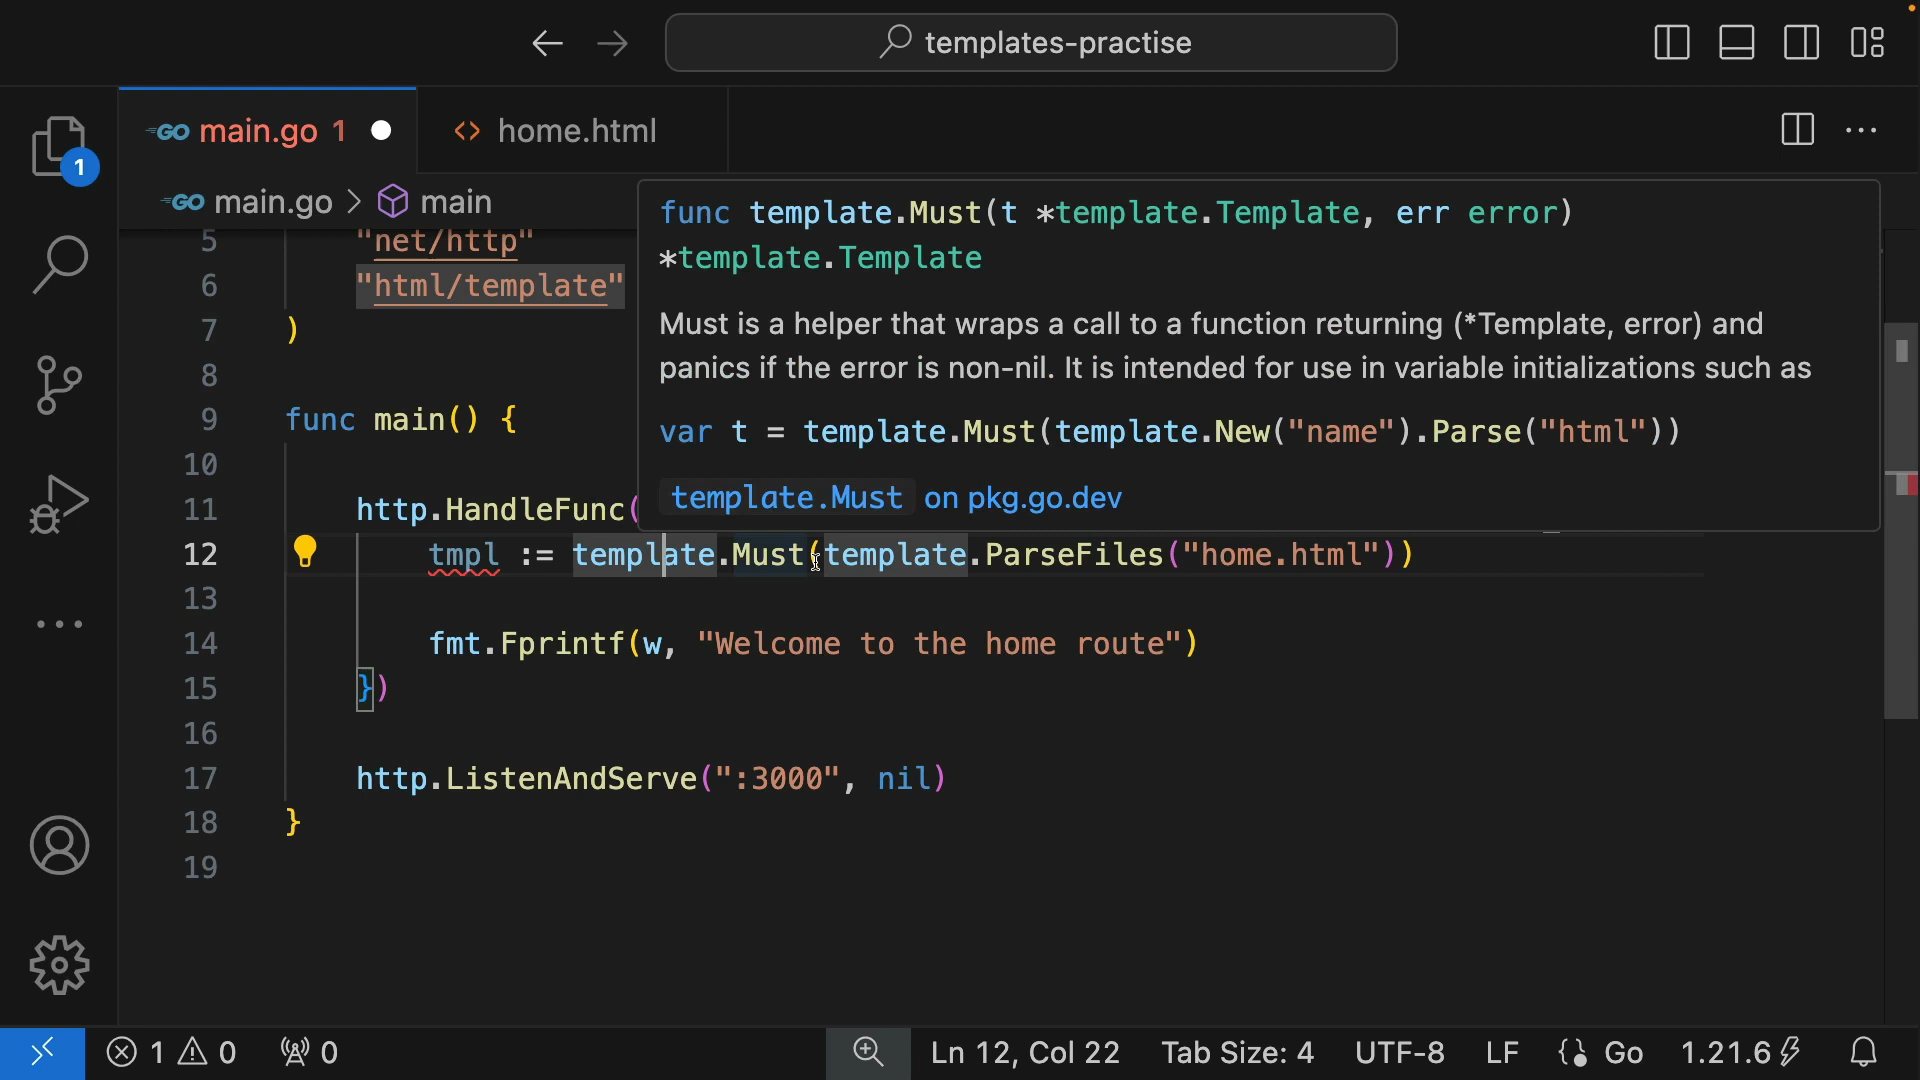 templates-practise
GO main.go 1
<> home.html
1
GO main.go > main
func template.Must(t *template.Template, err error)
*template.Template
Must is a helper that wraps a call to a function returning (*Template, error) and
panics if the error is non-nil. It is intended for use in variable initializations such as
var t = template.Must(template.New("name").Parse("html"))
template.Must on pkg.go.dev
5 "net/http"
6 "html/template"
7 )
8
9 func main() {
10
11 http.HandleFunc(
12 tmpl := template.Must(template.ParseFiles("home.html"))
13
14 fmt.Fprintf(w, "Welcome to the home route")
15 })
16
17 http.ListenAndServe(":3000", nil)
18 }
19
1 0 0 Ln 12, Col 22 Tab Size: 4 UTF-8 LF Go 1.21.6